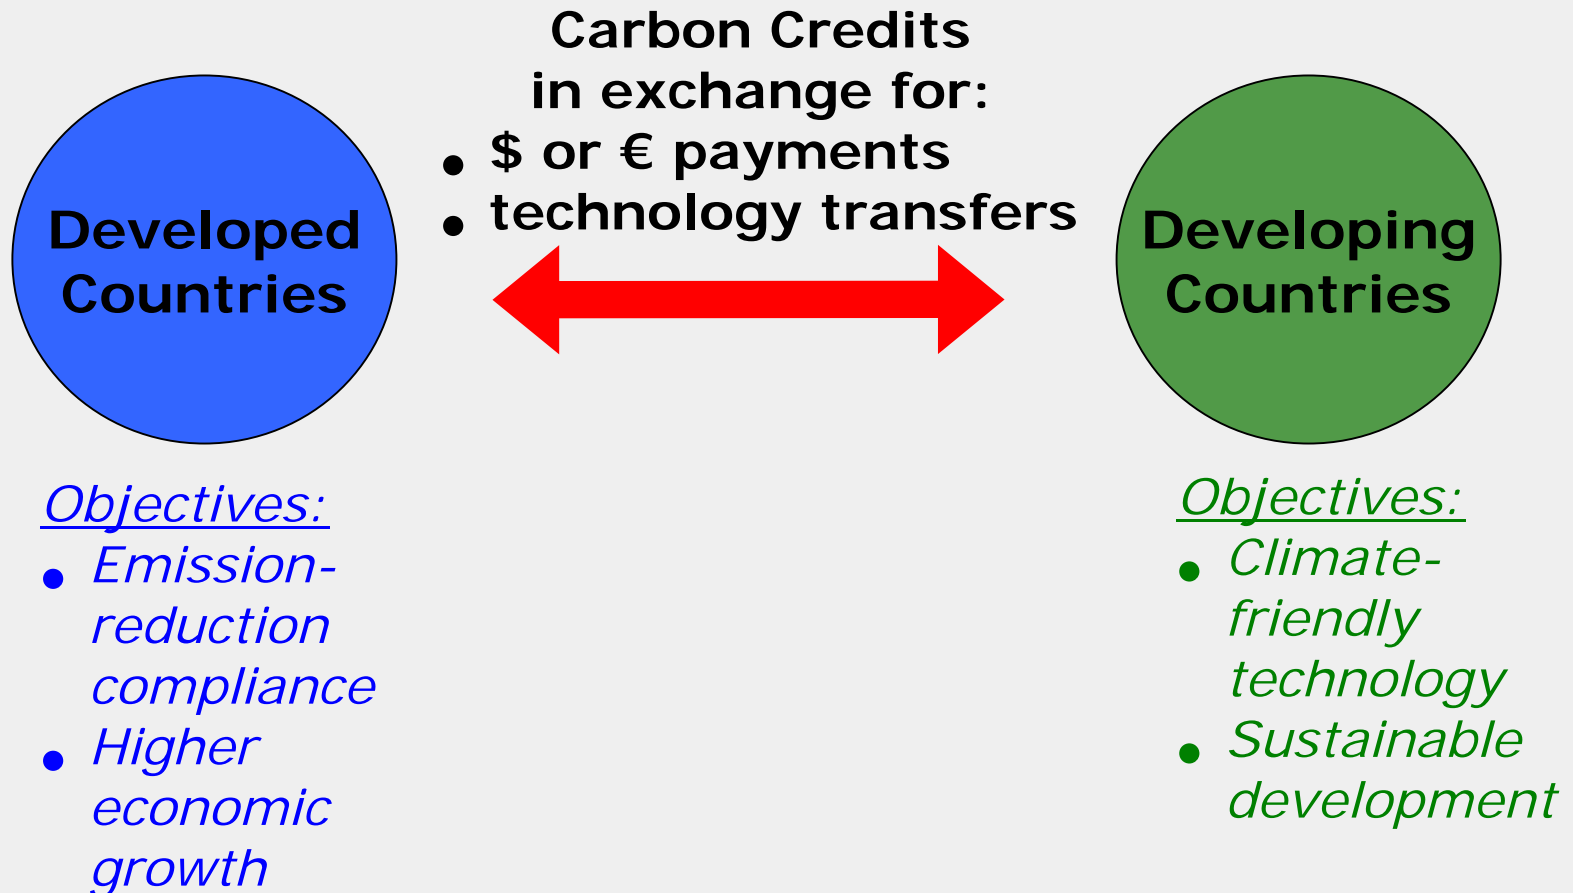 Carbon Credits
in exchange for:
• $ or € payments
• technology transfers
Developed
Countries
Developing
Countries
Objectives:
• Emission-
reduction
compliance
• Higher
economic
growth
Objectives:
• Climate-
friendly
technology
• Sustainable
development